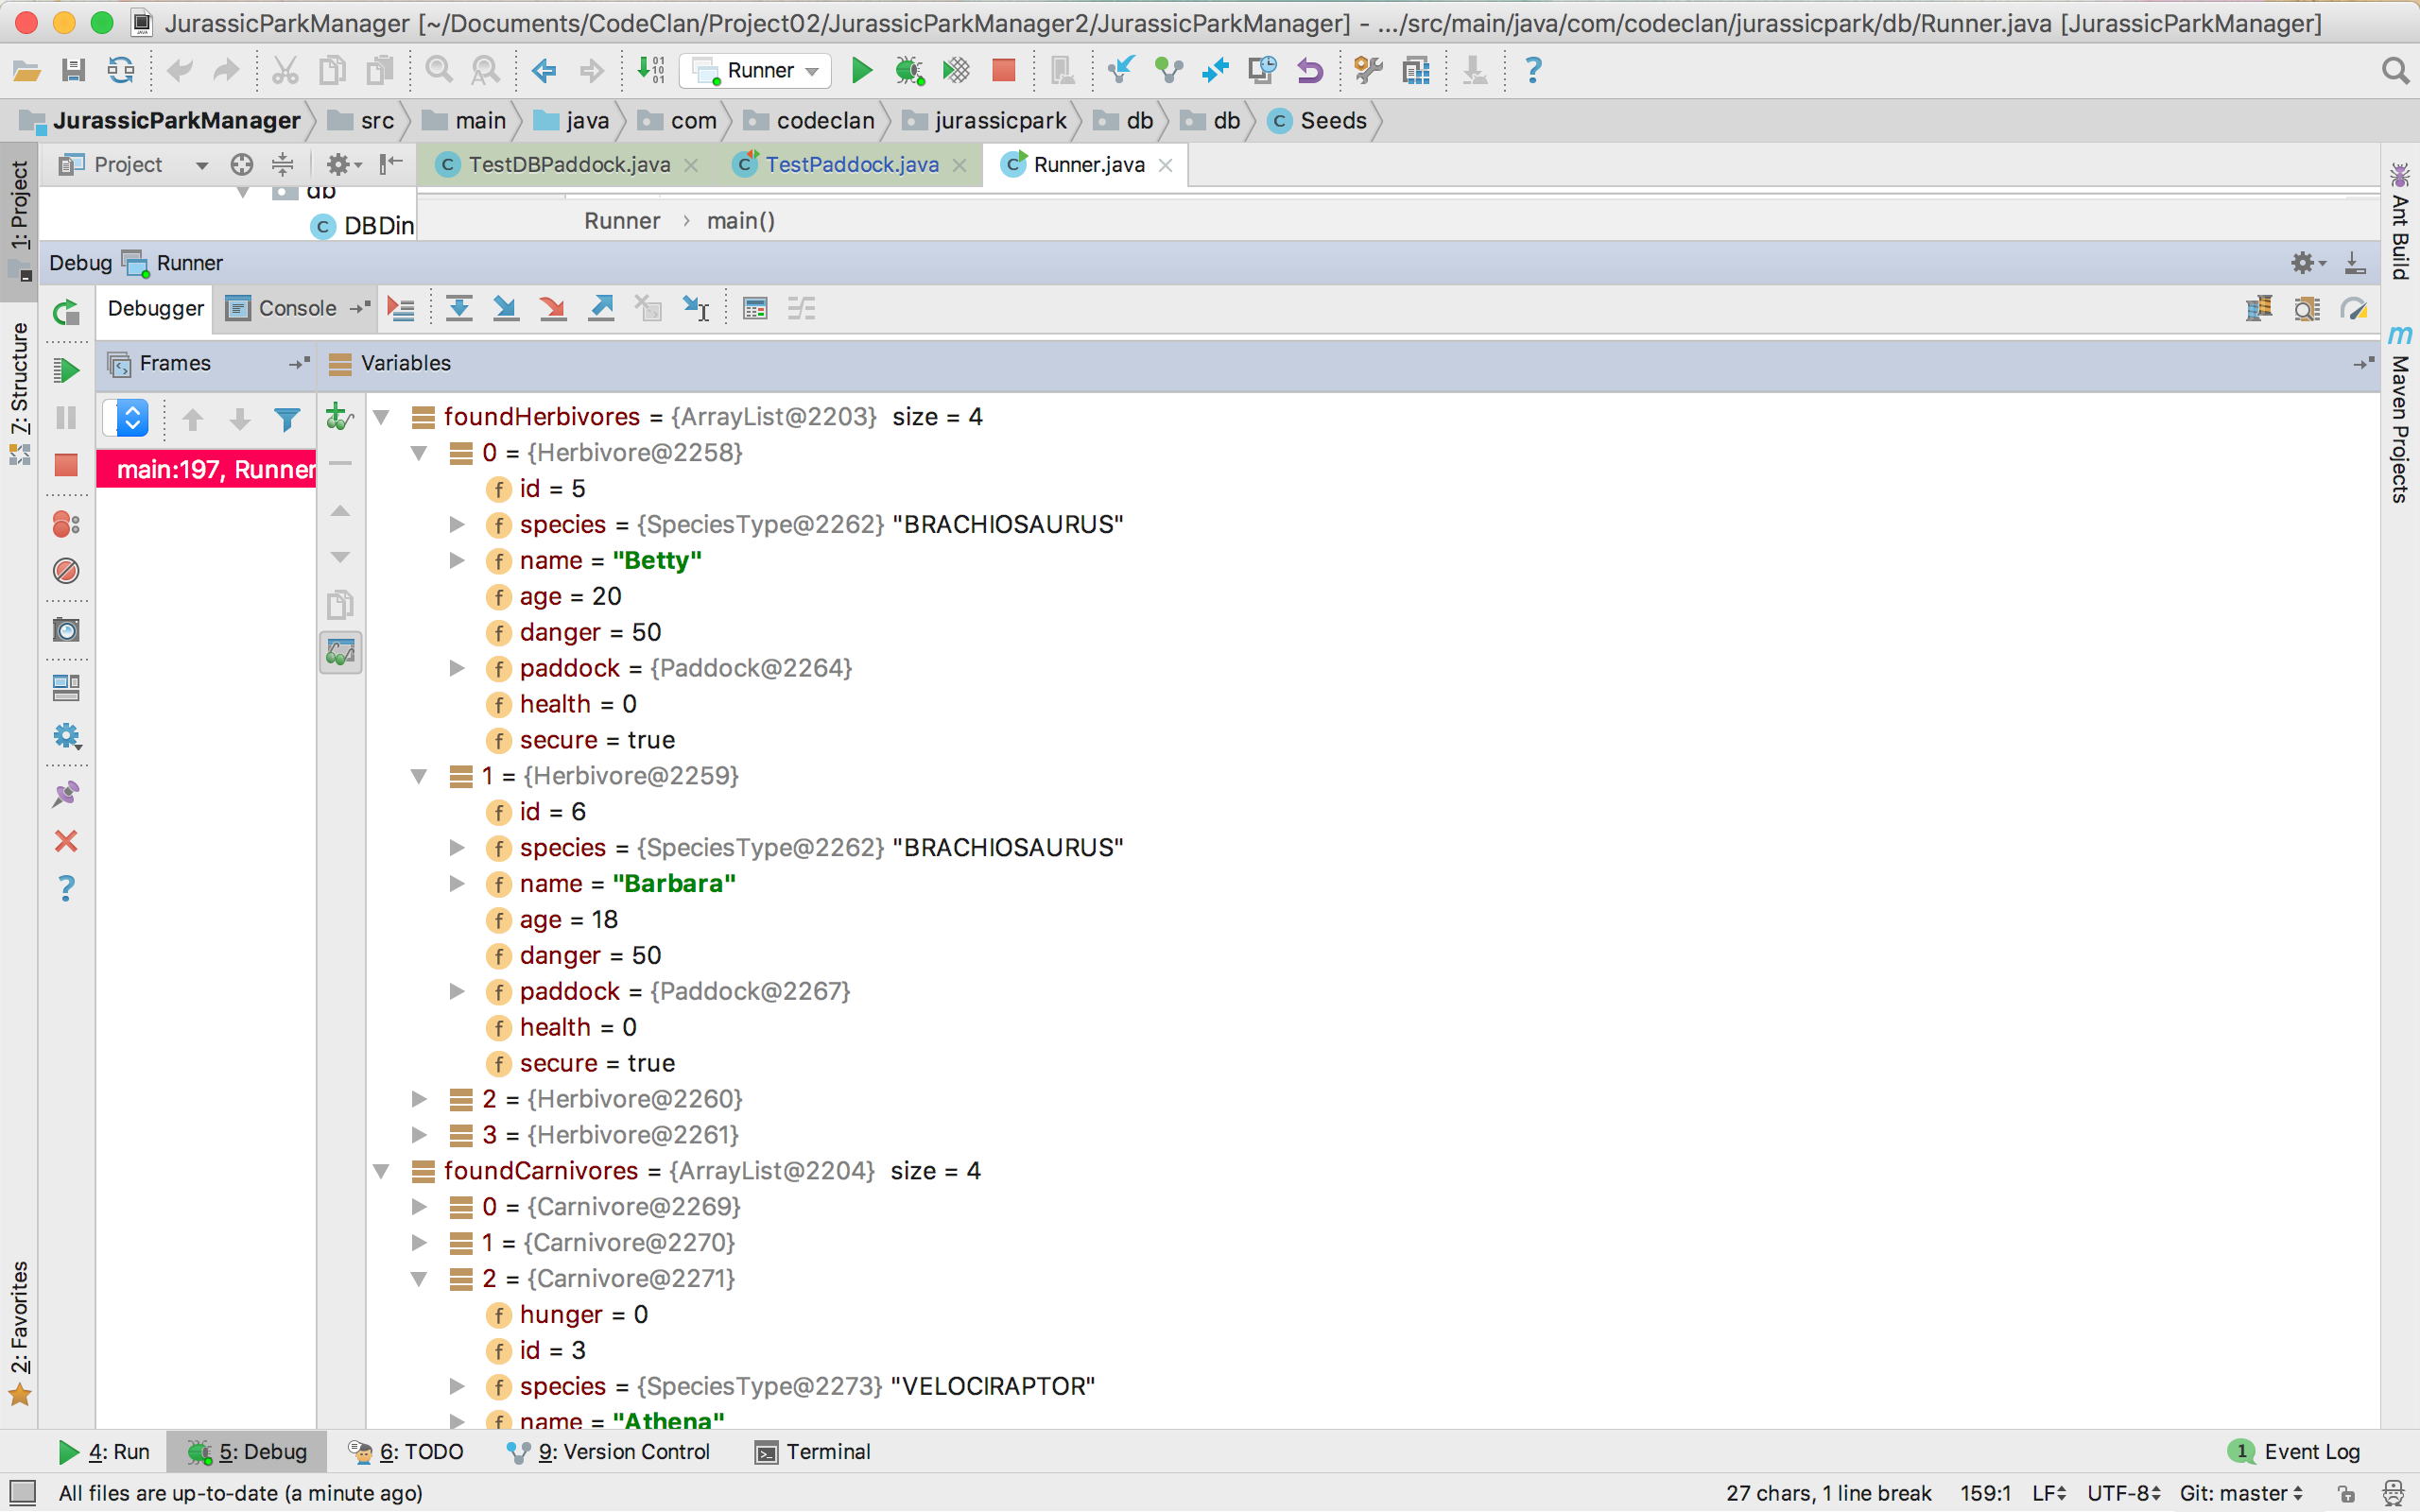 JurassicParkManager [~/Documents/CodeClan/Project02/JurassicParkManager2/JurassicParkManager] - .../src/main/java/com/codeclan/jurassicpark/db/Runner.java [JurassicParkManager]
Runner
JurassicParkManager src main java com codeclan jurassicpark db db Seeds
Project TestDBPaddock.java TestPaddock.java Runner.java
db
DBDin
Runner › main()
Debug Runner
Debugger Console
Frames Variables
main:197, Runner
foundHerbivores = {ArrayList@2203} size = 4
0 = {Herbivore@2258}
id = 5
species = {SpeciesType@2262} "BRACHIOSAURUS"
name = "Betty"
age = 20
danger = 50
paddock = {Paddock@2264}
health = 0
secure = true
1 = {Herbivore@2259}
id = 6
species = {SpeciesType@2262} "BRACHIOSAURUS"
name = "Barbara"
age = 18
danger = 50
paddock = {Paddock@2267}
health = 0
secure = true
2 = {Herbivore@2260}
3 = {Herbivore@2261}
foundCarnivores = {ArrayList@2204} size = 4
0 = {Carnivore@2269}
1 = {Carnivore@2270}
2 = {Carnivore@2271}
hunger = 0
id = 3
species = {SpeciesType@2273} "VELOCIRAPTOR"
name = "Athena"
1: Project
7: Structure
2: Favorites
Ant Build
Maven Projects
4: Run 5: Debug 6: TODO 9: Version Control Terminal 1 Event Log
All files are up-to-date (a minute ago) 27 chars, 1 line break 159:1 LF UTF-8 Git: master